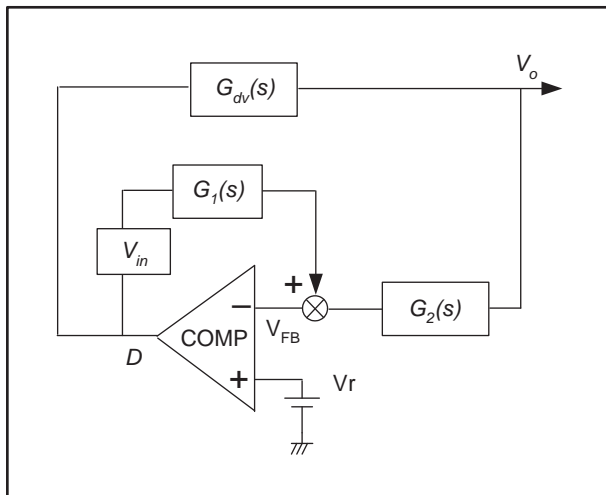 V_o
G_dv(s)
G_1(s)
V_in
+
−
COMP
V_FB
G_2(s)
D
+
Vr